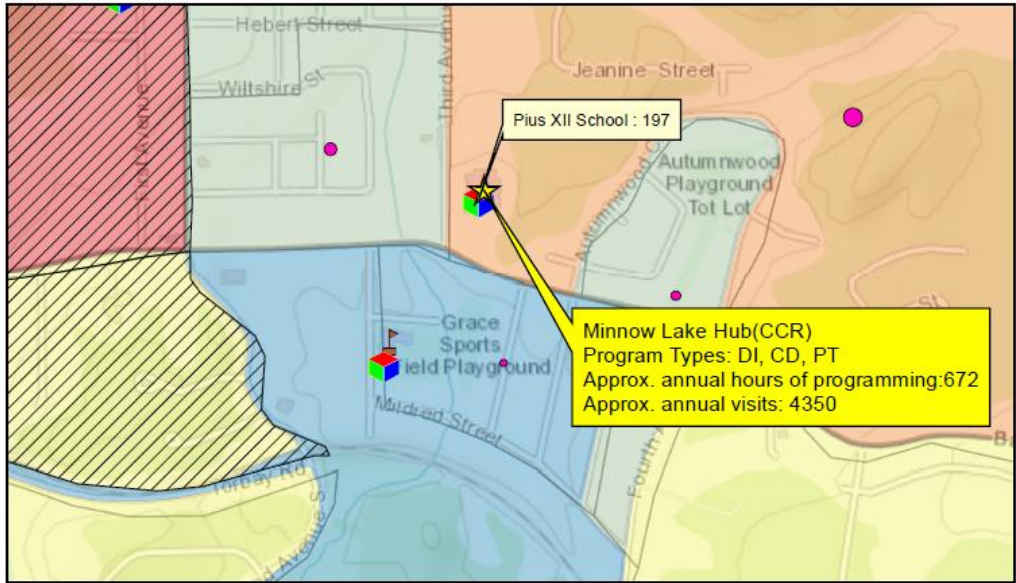 Hebert Street
Third Avenue
Wiltshire St
Jeanine Street
Pius XII School : 197
Autumnwood
Playground
Tot Lot
Minnow Lake Hub(CCR)
Program Types: DI, CD, PT
Approx. annual hours of programming:672
Approx. annual visits: 4350
St
Grace
Sports
Field Playground
Mildred Street
Torbay Rd